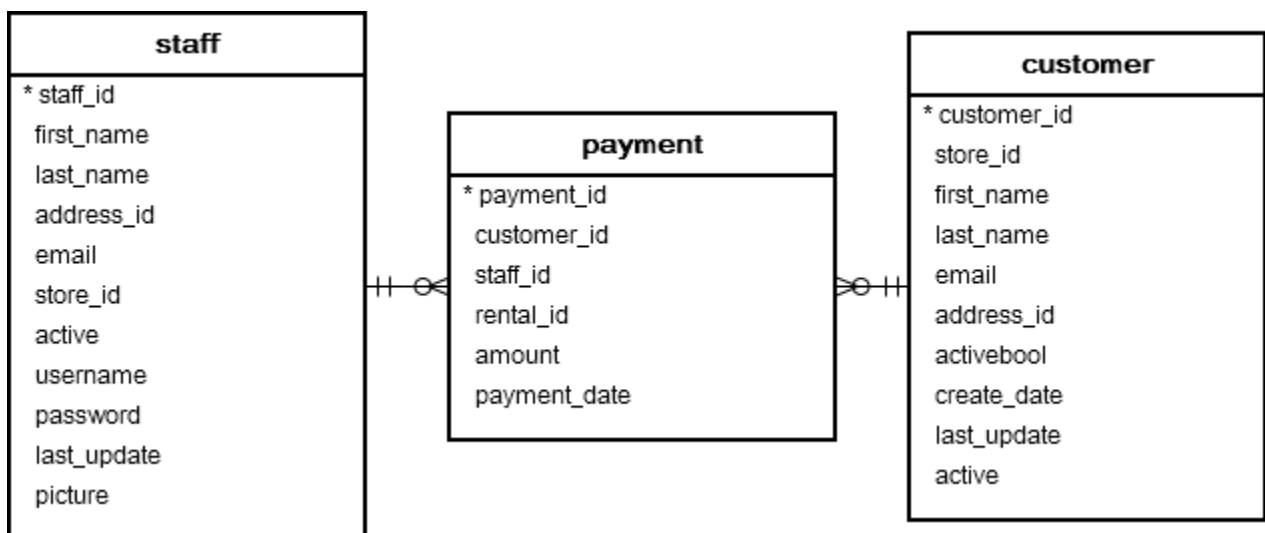 staff
* staff_id
first_name
last_name
address_id
email
store_id
active
username
password
last_update
picture
payment
* payment_id
customer_id
staff_id
rental_id
amount
payment_date
customer
* customer_id
store_id
first_name
last_name
email
address_id
activebool
create_date
last_update
active